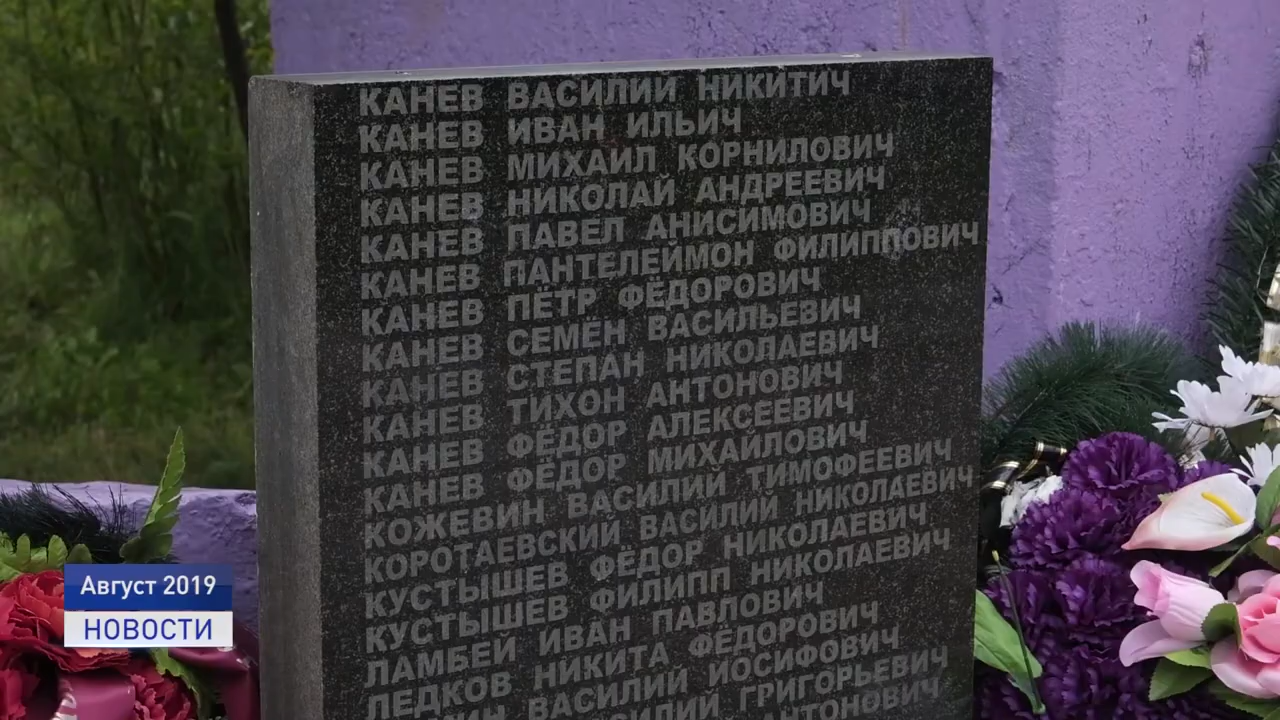 КАНЕВ ВАСИЛИЙ НИКИТИЧ
КАНЕВ ИВАН ИЛЬИЧ
КАНЕВ МИХАИЛ КОРНИЛОВИЧ
КАНЕВ НИКОЛАЙ АНДРЕЕВИЧ
КАНЕВ ПАВЕЛ АНИСИМОВИЧ
КАНЕВ ПАНТЕЛЕЙМОН ФИЛИППОВИЧ
КАНЕВ ПЁТР ФЁДОРОВИЧ
КАНЕВ СЕМЁН ВАСИЛЬЕВИЧ
КАНЕВ СТЕПАН НИКОЛАЕВИЧ
КАНЕВ ТИХОН АНТОНОВИЧ
КАНЕВ ФЁДОР АЛЕКСЕЕВИЧ
КАНЕВ ФЁДОР МИХАЙЛОВИЧ
КОЖЕВИН ВАСИЛИЙ ТИМОФЕЕВИЧ
КОРОТАЕВСКИЙ ВАСИЛИЙ НИКОЛАЕВИЧ
КУСТЫШЕВ ФЁДОР НИКОЛАЕВИЧ
КУСТЫШЕВ ФИЛИПП НИКОЛАЕВИЧ
ЛАМБЕЙ ИВАН ПАВЛОВИЧ
ЛЕДКОВ НИКИТА ФЁДОРОВИЧ
ВАСИЛИЙ ИОСИФОВИЧ
ГРИГОРЬЕВИЧ
АНТОНОВИЧ
Август 2019
НОВОСТИ